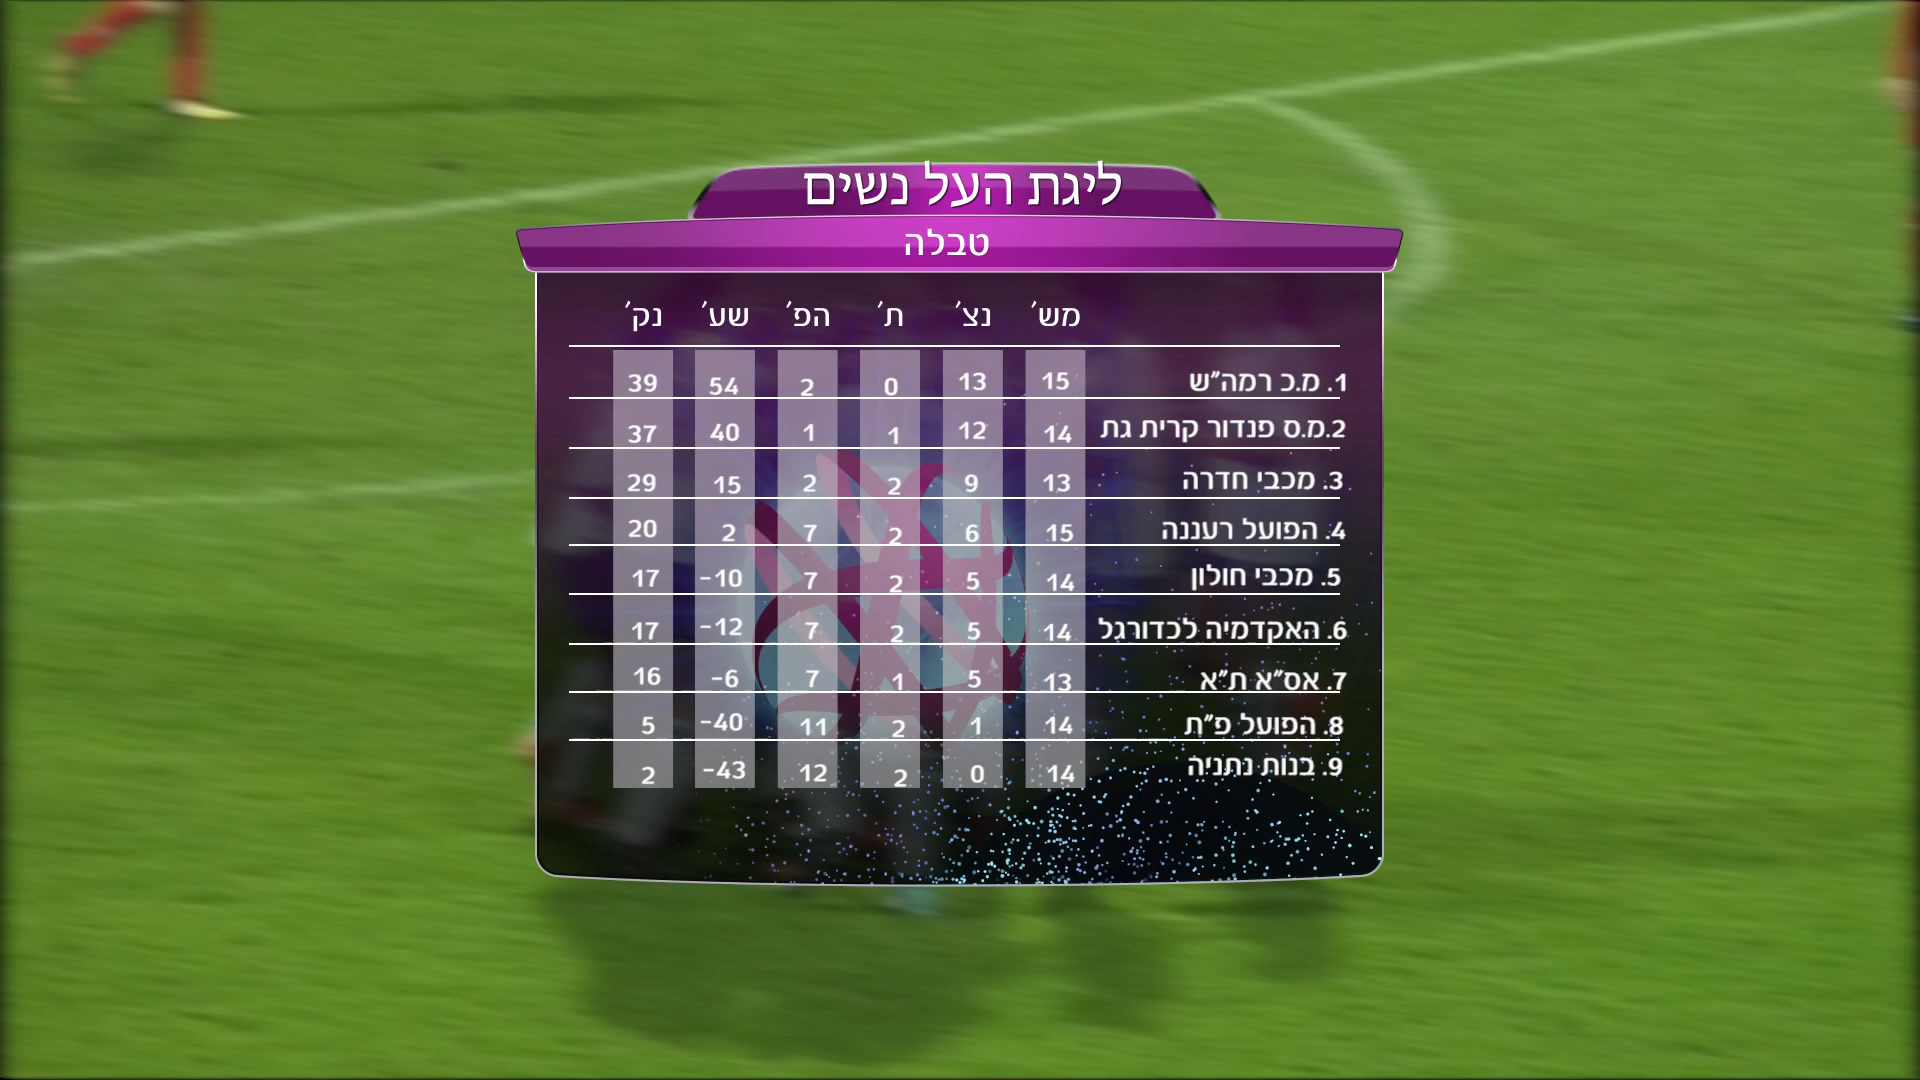 ליגת העל נשים
טבלה
מש' נצ' ת' הפ' שע' נק'
1. מ.כ רמה"ש 15 13 0 2 54 39
2.מ.ס פנדור קרית גת 14 12 1 1 40 37
3. מכבי חדרה 13 9 2 2 15 29
4. הפועל רעננה 15 6 2 7 2 20
5. מכבי חולון 14 5 2 7 -10 17
6. האקדמיה לכדורגל 14 5 2 7 -12 17
7. אס"א ת"א 13 5 1 7 -6 16
8. הפועל פ"ת 14 1 2 11 -40 5
9. בנות נתניה 14 0 2 12 -43 2